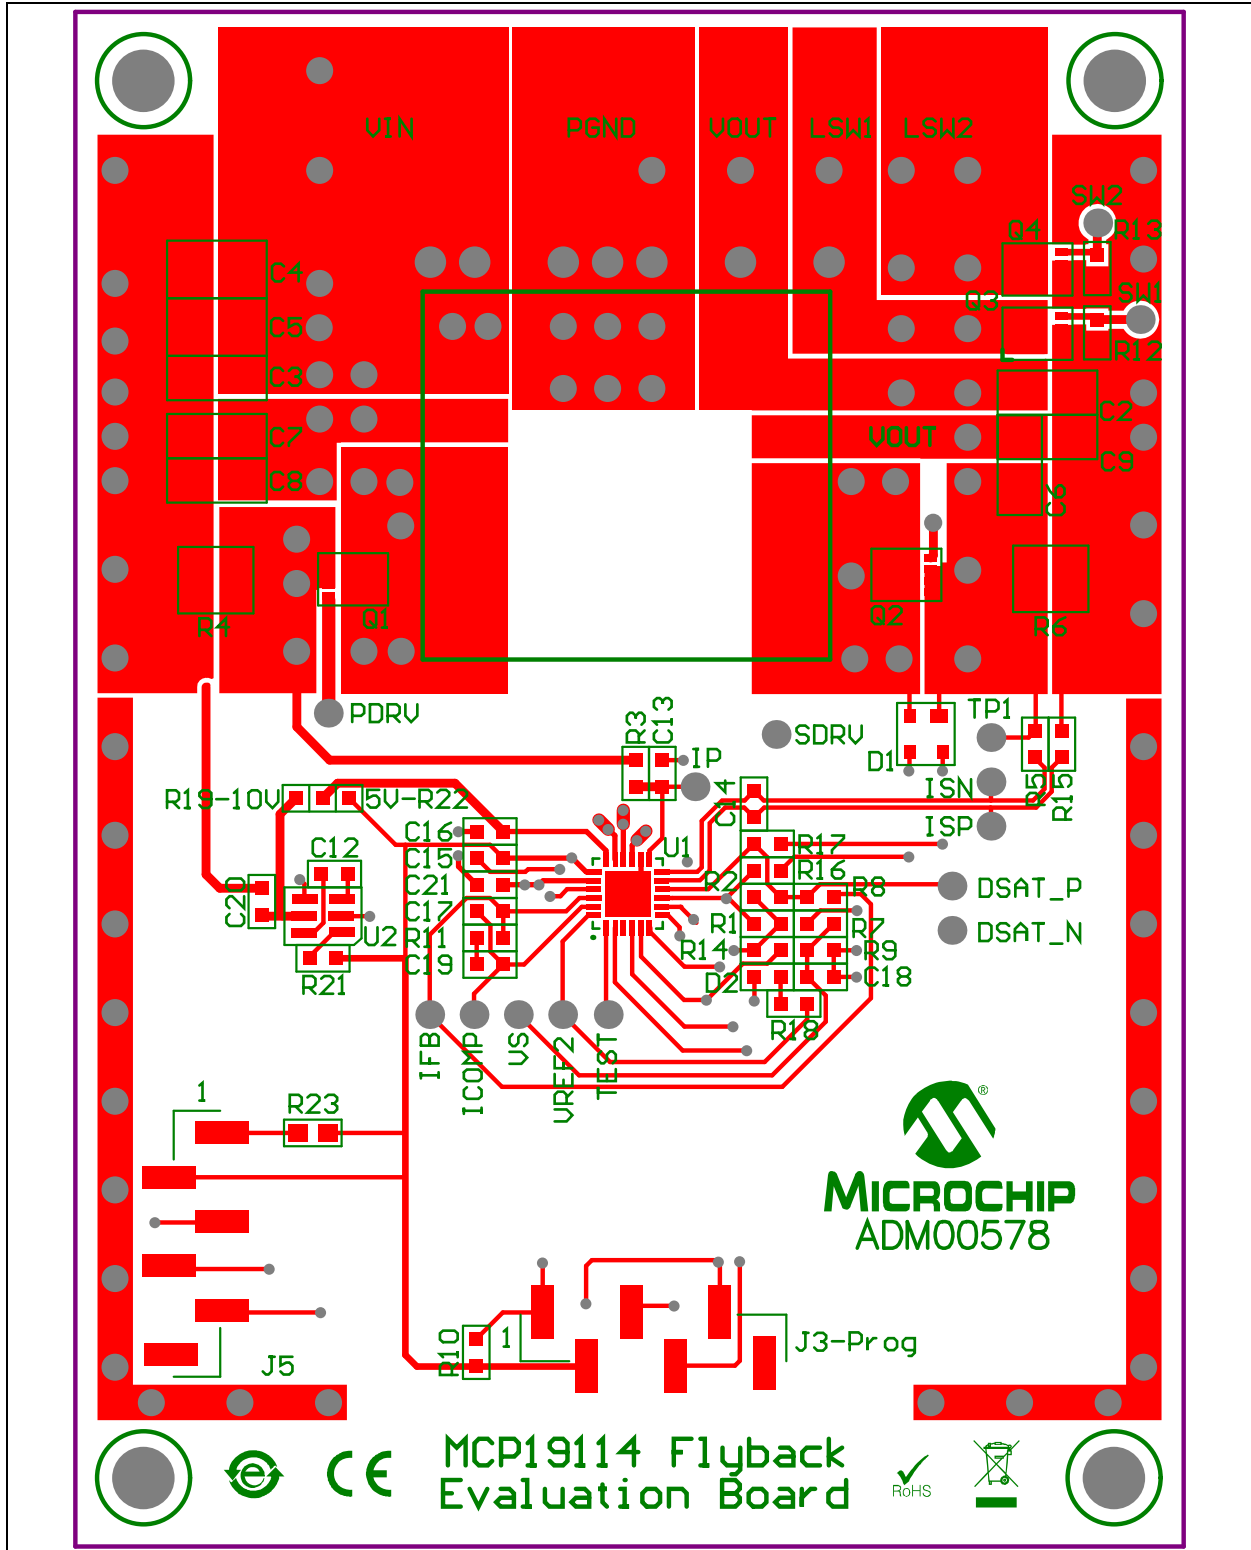 VIN PGND VOUT LSW1 LSW2
SW2
Q4 R13
C4
Q3 SW1
C5
R12
C3
C2
C7 VOUT
C9
C8
C6
R4 Q1 Q2 R6
PDRV R3 C13 SDRV TP1
IP D1
R19-10V 5V-R22 C14 ISN R5 R15
ISP
C16 U1 R17
C12 C15
R16
C21 R2 R8 DSAT_P
C20 C17
U2 R11 R1 R7 DSAT_N
C19 R14 R9
R21 D2 C18
R18
IFB ICOMP VS VREF2 TEST
1 R23
®
MICROCHIP
ADM00578
R10 1 J3-Prog
J5
MCP19114 Flyback
Evaluation Board
e CE RoHS